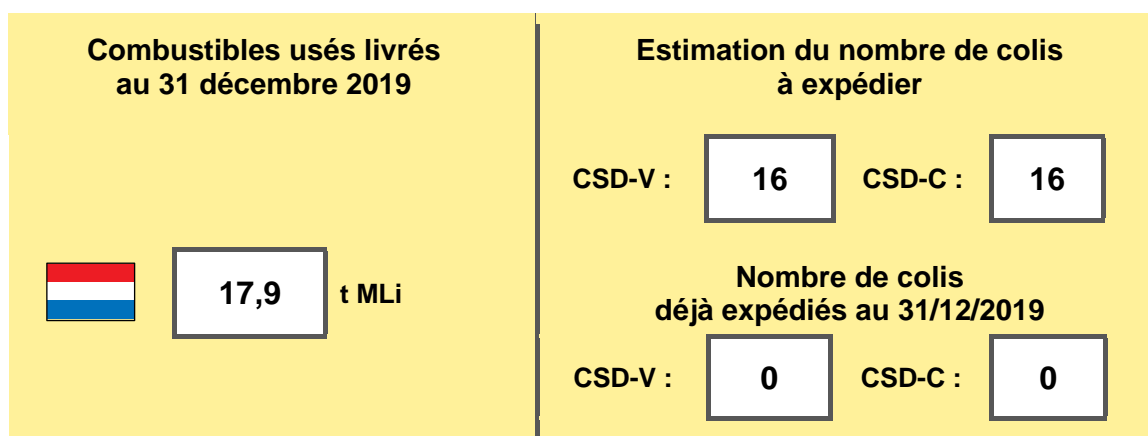 Combustibles usés livrés
au 31 décembre 2019
17,9 t MLi
Estimation du nombre de colis
à expédier
CSD-V : 16 CSD-C : 16
Nombre de colis
déjà expédiés au 31/12/2019
CSD-V : 0 CSD-C : 0